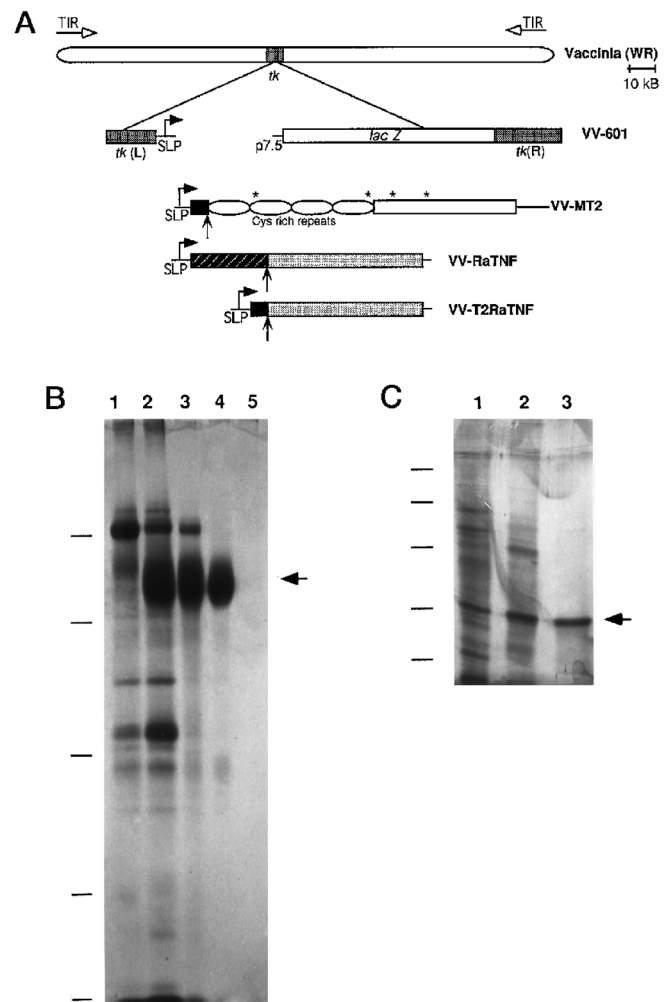 A
TIR
TIR
Vaccinia (WR)
10 kB
tk
tk (L)
SLP
p7.5
lac Z
tk(R)
VV-601
* * * *
Cys rich repeats
SLP
VV-MT2
SLP
VV-RaTNF
SLP
VV-T2RaTNF
B
1 2 3 4 5
C
1 2 3